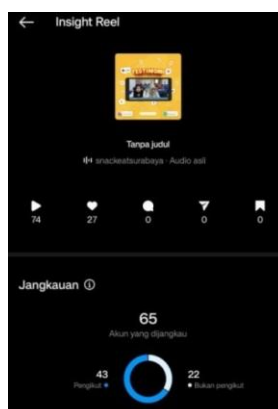 Insight Reel
Tanpa judul
snackeatsurabaya · Audio asli
74 27 0 0 0
Jangkauan
65
Akun yang dijangkau
43 22
Pengikut Bukan pengikut